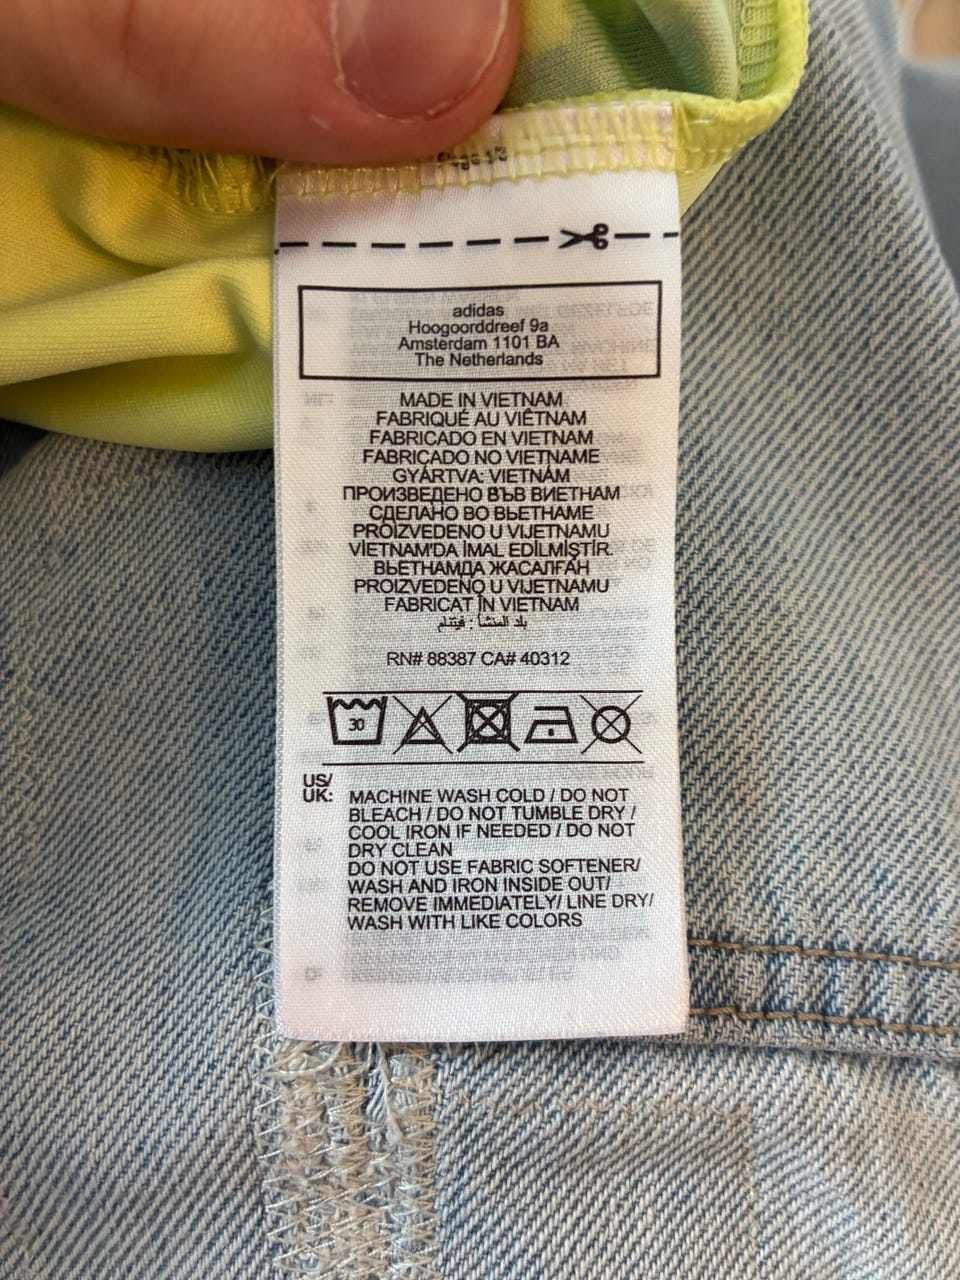 adidas
Hoogoorddreef 9a
Amsterdam 1101 BA
The Netherlands
MADE IN VIETNAM
FABRIQUÉ AU VIÊTNAM
FABRICADO EN VIETNAM
FABRICADO NO VIETNAME
GYÁRTVA: VIETNÁM
ПРОИЗВЕДЕНО ВЪВ ВИЕТНАМ
СДЕЛАНО ВО ВЬЕТНАМЕ
PROIZVEDENO U VIJETNAMU
VİETNAM'DA İMAL EDİLMİŞTİR.
ВЬЕТНАМДА ЖАСАЛҒАН
PROIZVEDENO U VIJETNAMU
FABRICAT ÎN VIETNAM
بلد المنشأ : فيتنام
RN# 88387 CA# 40312
30
US/
UK: MACHINE WASH COLD / DO NOT
BLEACH / DO NOT TUMBLE DRY /
COOL IRON IF NEEDED / DO NOT
DRY CLEAN
DO NOT USE FABRIC SOFTENER/
WASH AND IRON INSIDE OUT/
REMOVE IMMEDIATELY/ LINE DRY/
WASH WITH LIKE COLORS